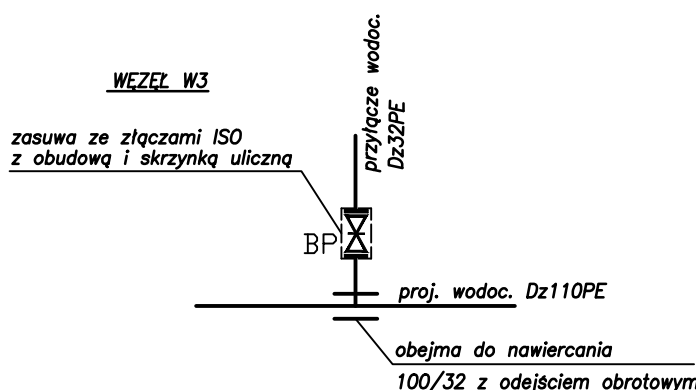 WĘZEŁ W3
przyłącze wodoc.
Dz32PE
zasuwa ze złączami ISO
z obudową i skrzynką uliczną
BP
proj. wodoc. Dz110PE
obejma do nawiercania
100/32 z odejściem obrotowym